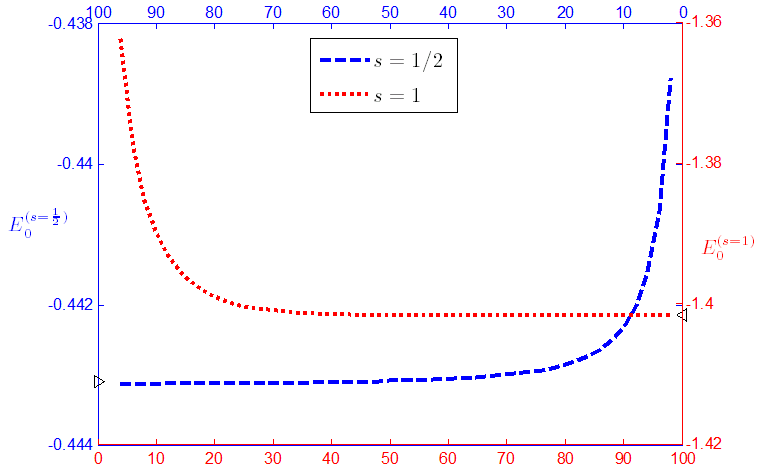 100 90 80 70 60 50 40 30 20 10 0
-0.438
-1.36
s = 1/2
s = 1
-0.44
-1.38
E_0^{(s=\frac{1}{2})}
E_0^{(s=1)}
-0.442
-1.4
-0.444
-1.42
0 10 20 30 40 50 60 70 80 90 100